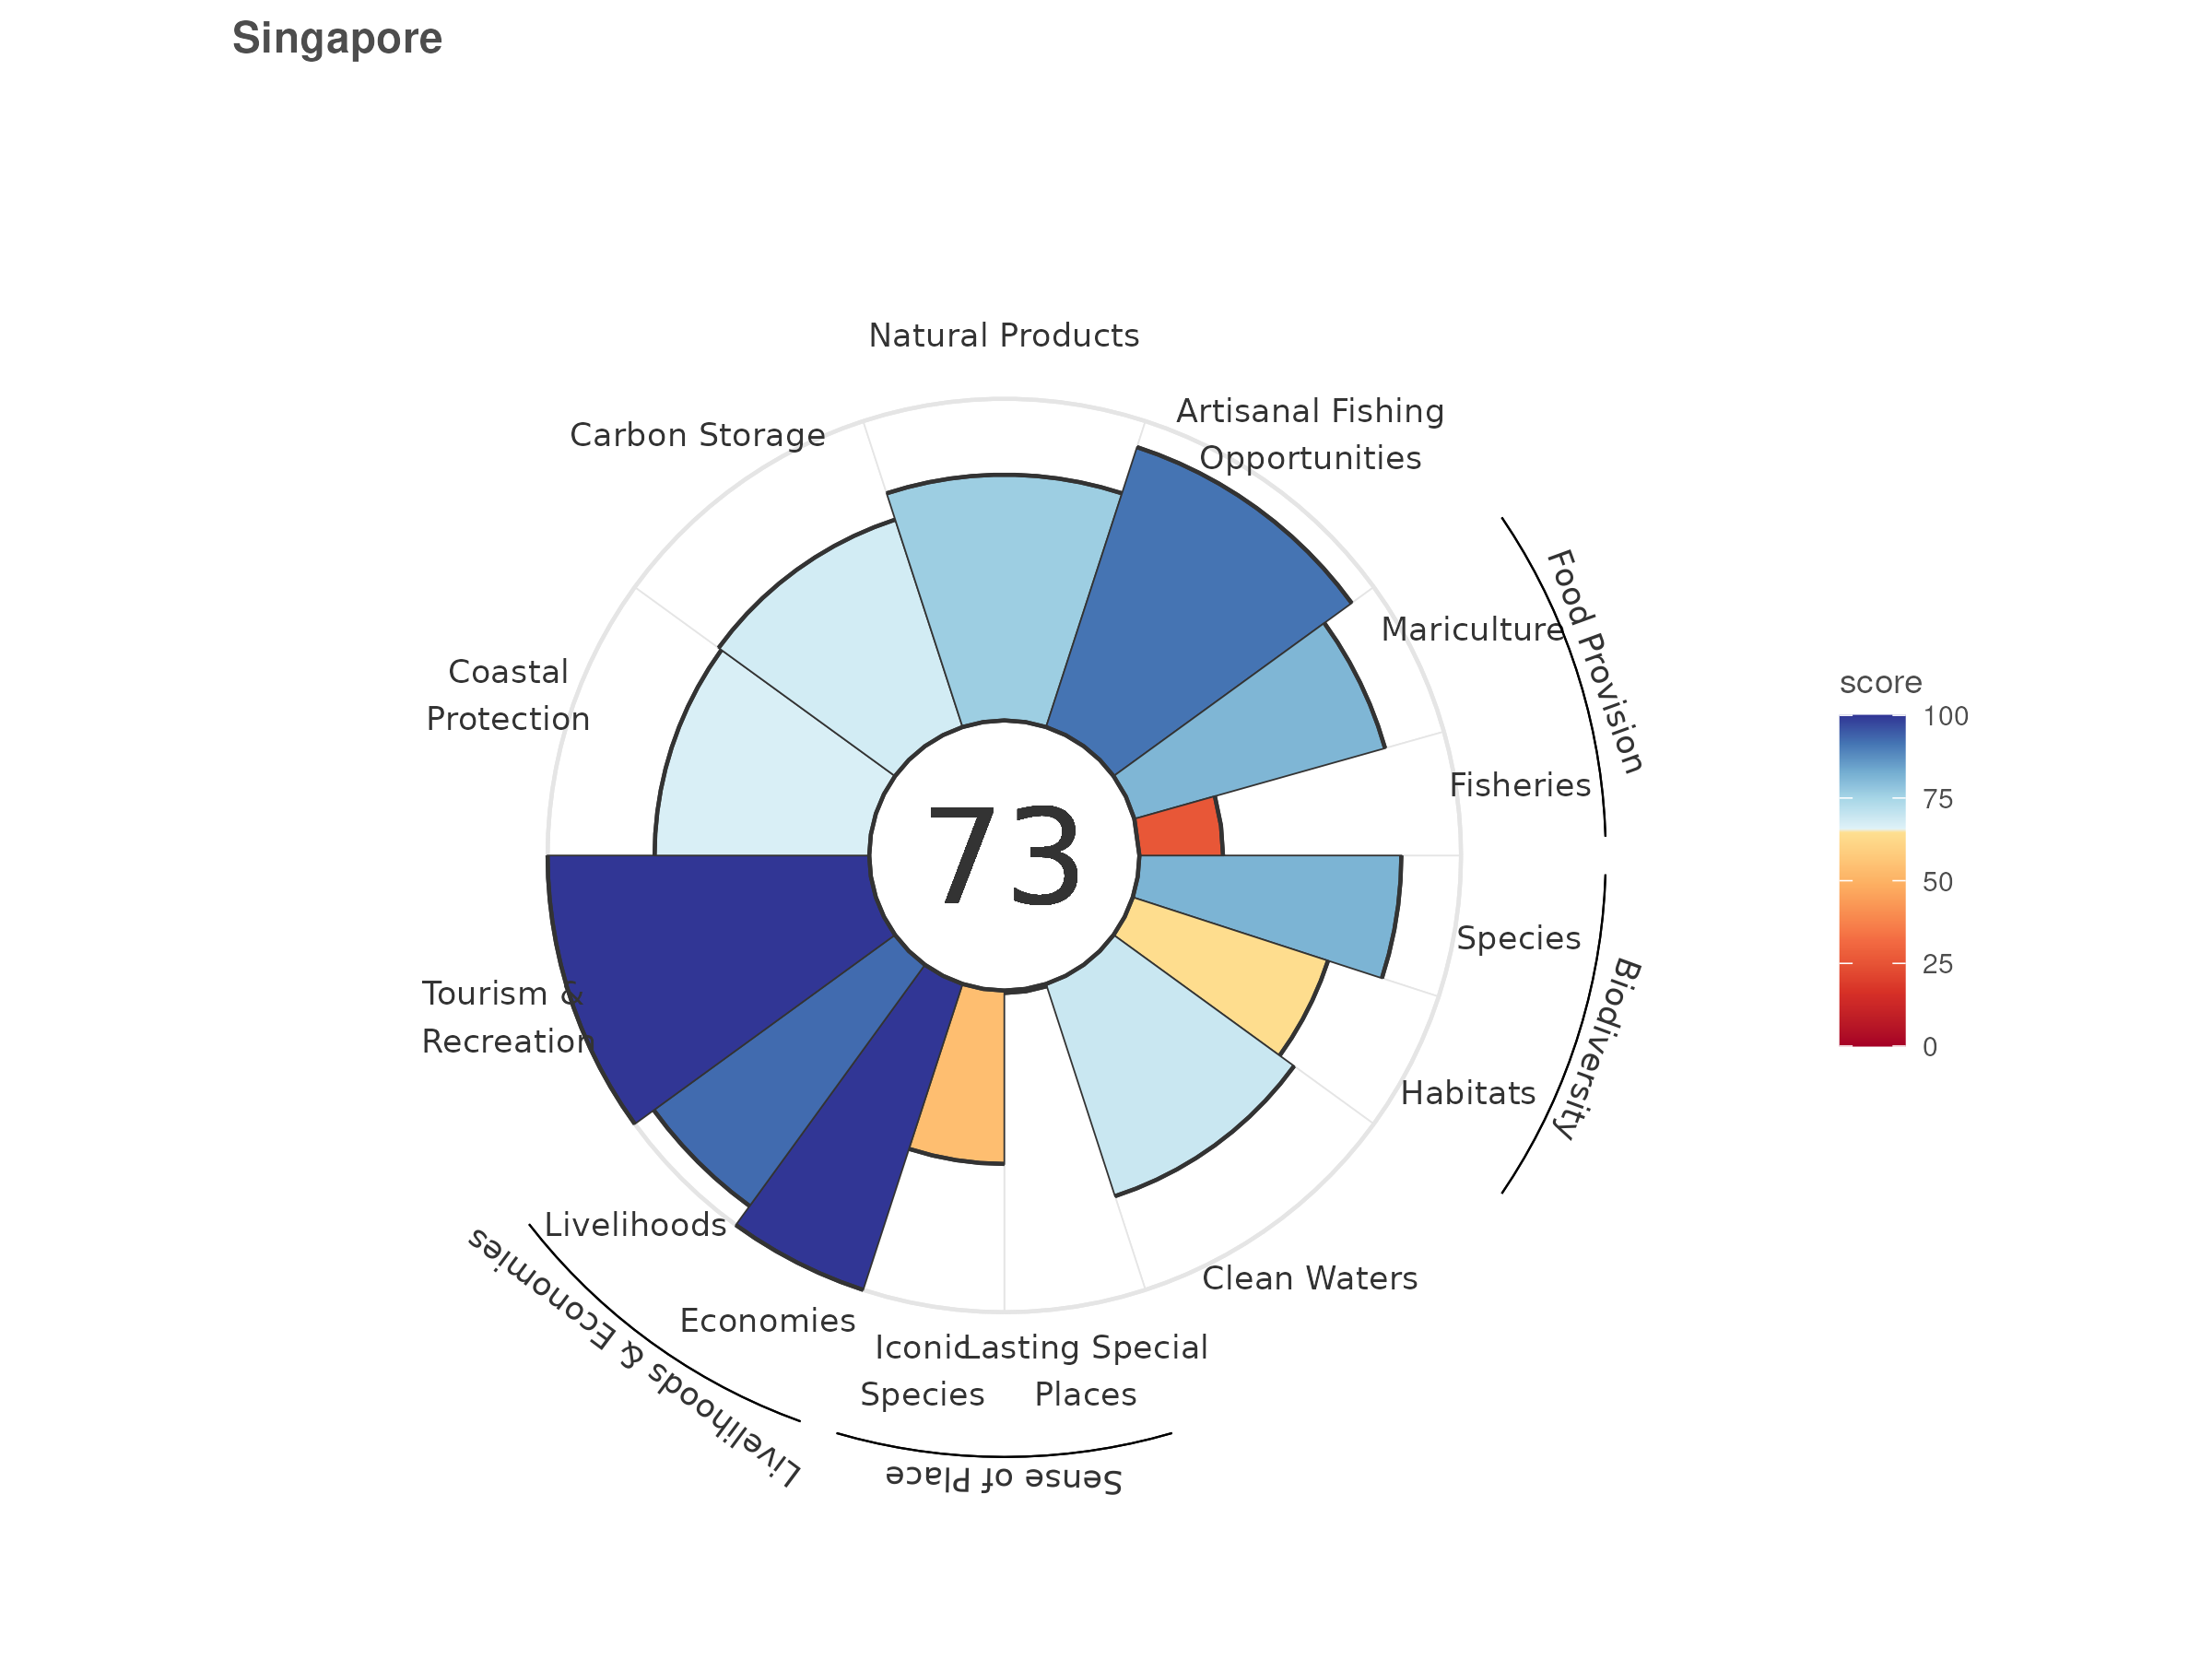 Singapore
Natural Products
Artisanal Fishing
Opportunities
Carbon Storage
Mariculture
Food Provision
Coastal
Protection
Fisheries
73
Species
Biodiversity
Tourism &
Recreation
Habitats
Livelihoods
Clean Waters
Economies
Livelihoods & Economies
Iconic
Species
Lasting Special
Places
Sense of Place
score
100
75
50
25
0